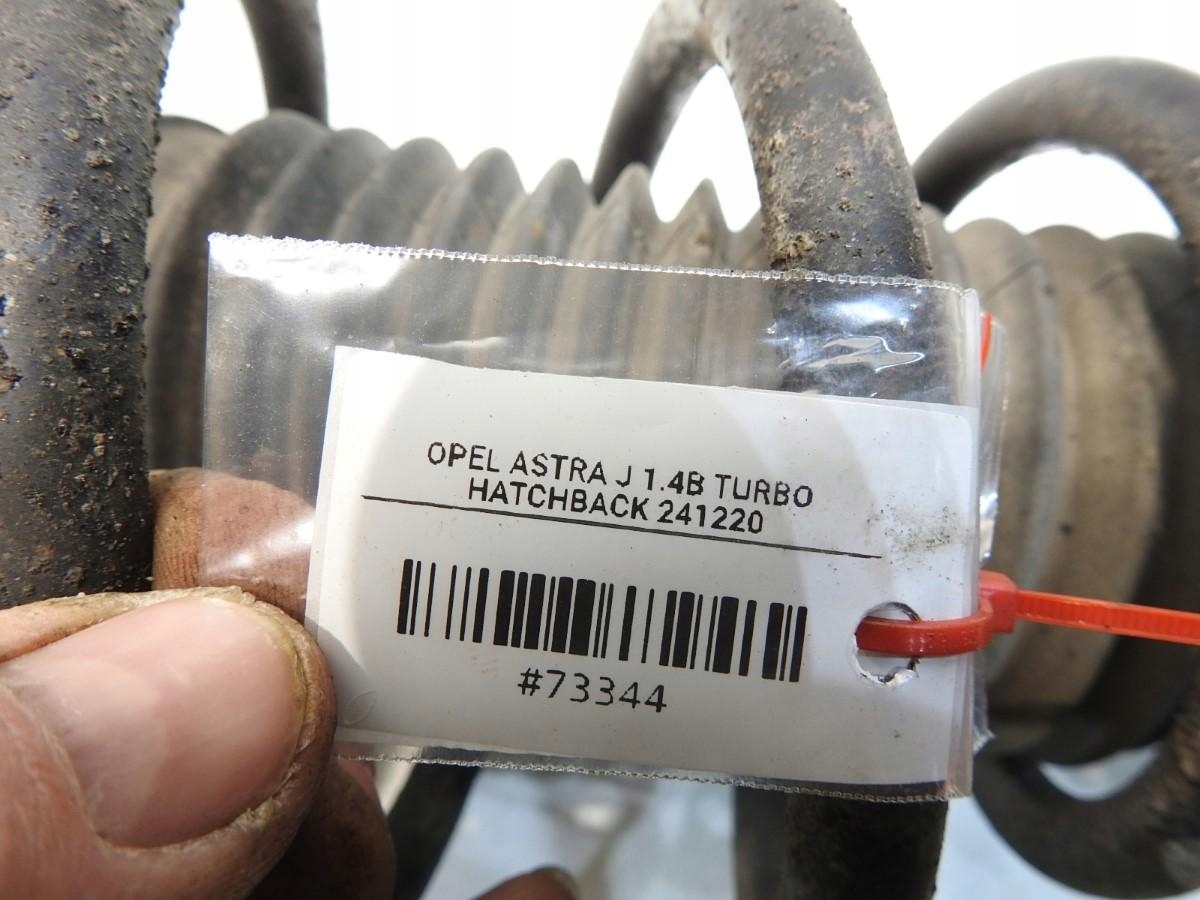 OPEL ASTRA J 1.4B TURBO
HATCHBACK 241220
#73344